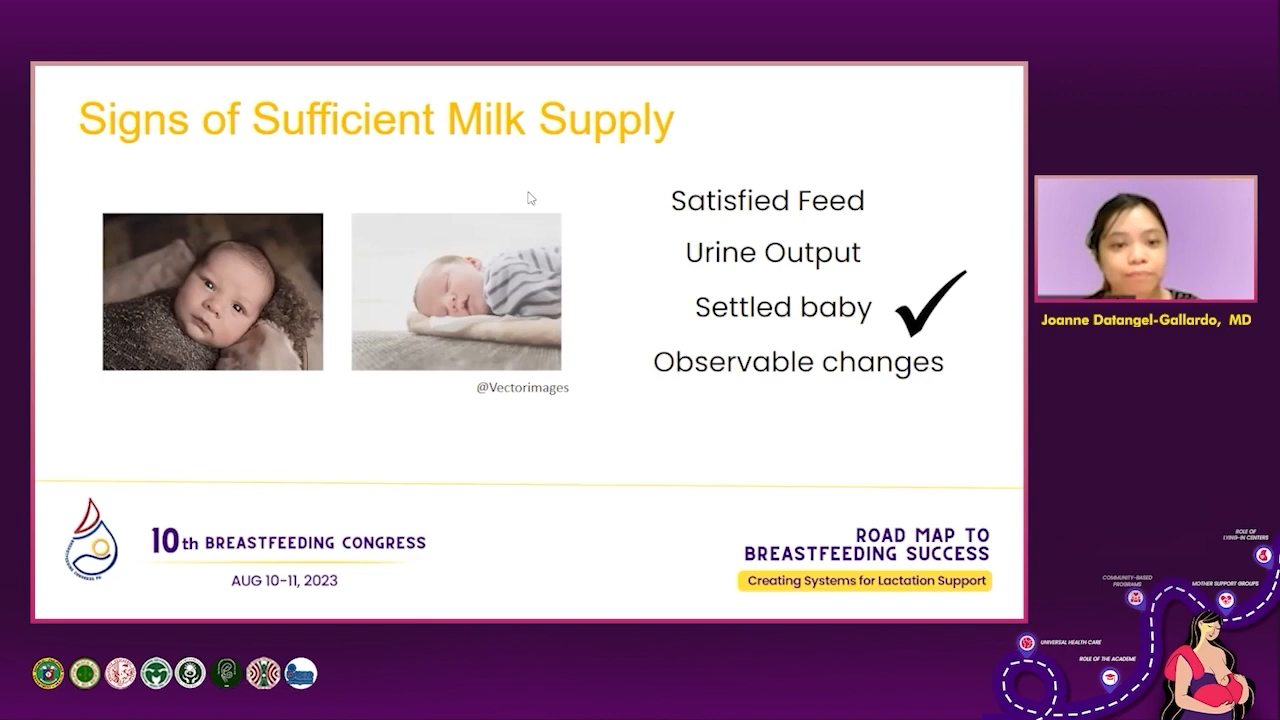 Signs of Sufficient Milk Supply
Satisfied Feed
Urine Output
Settled baby
Observable changes
@Vectorimages
10th BREASTFEEDING CONGRESS
AUG 10-11, 2023
ROAD MAP TO
BREASTFEEDING SUCCESS
Creating Systems for Lactation Support
Joanne Datangel-Gallardo, MD
ROLE OF
LYING-IN CENTERS
COMMUNITY-BASED
PROGRAMS
MOTHER SUPPORT GROUPS
UNIVERSAL HEALTH CARE
ROLE OF THE ACADEME